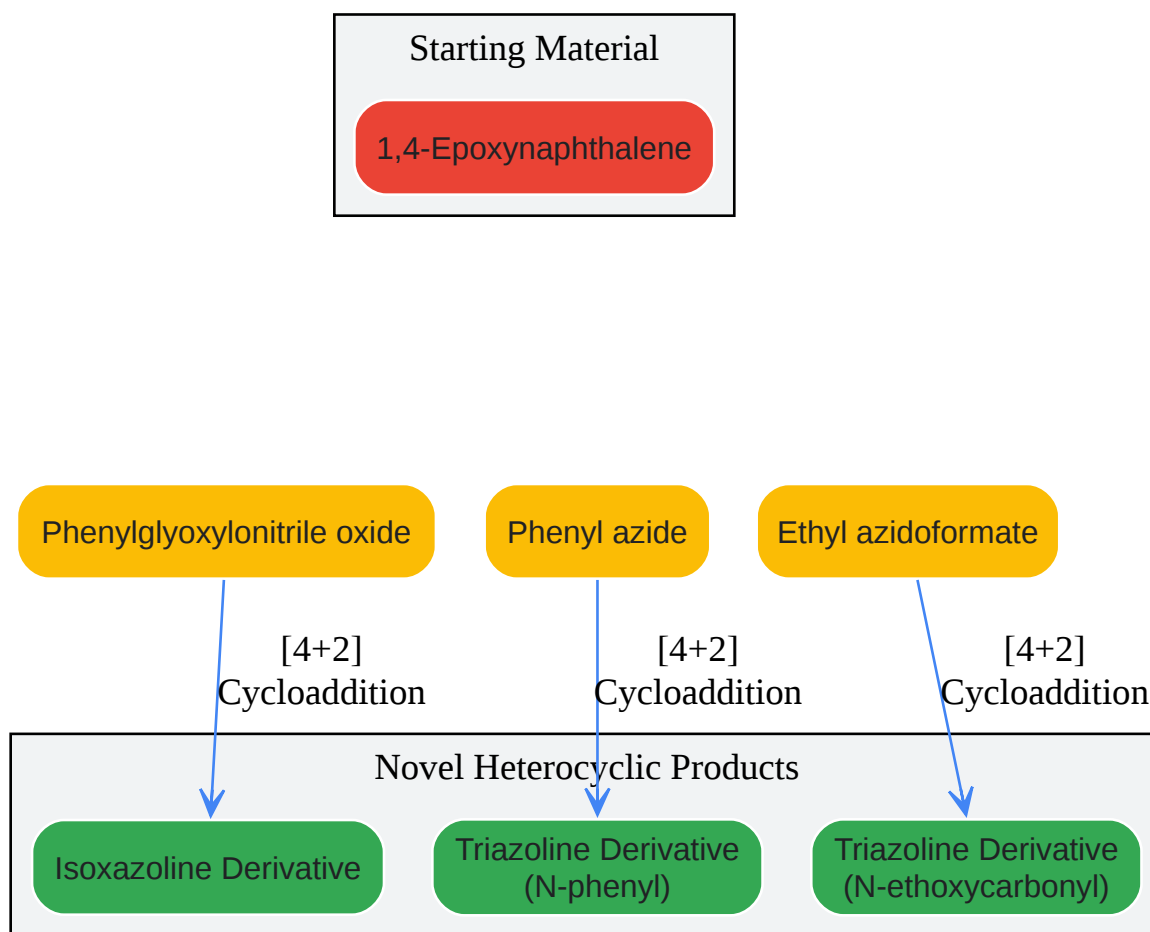 Starting Material
1,4-Epoxynaphthalene
Phenylglyoxylonitrile oxide
Phenyl azide
Ethyl azidoformate
[4+2]
Cycloaddition
[4+2]
Cycloaddition
[4+2]
Cycloaddition
Novel Heterocyclic Products
Isoxazoline Derivative
Triazoline Derivative
(N-phenyl)
Triazoline Derivative
(N-ethoxycarbonyl)